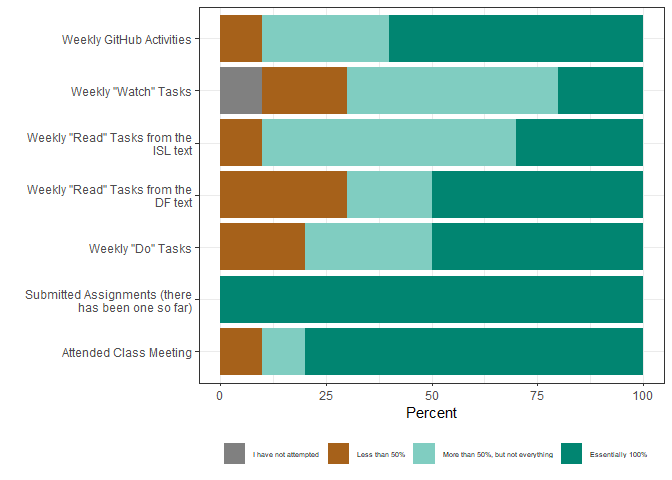 Weekly GitHub Activities
Weekly "Watch" Tasks
Weekly "Read" Tasks from the
ISL text
Weekly "Read" Tasks from the
DF text
Weekly "Do" Tasks
Submitted Assignments (there
has been one so far)
Attended Class Meeting
0 25 50 75 100
Percent
I have not attempted Less than 50% More than 50%, but not everything Essentially 100%